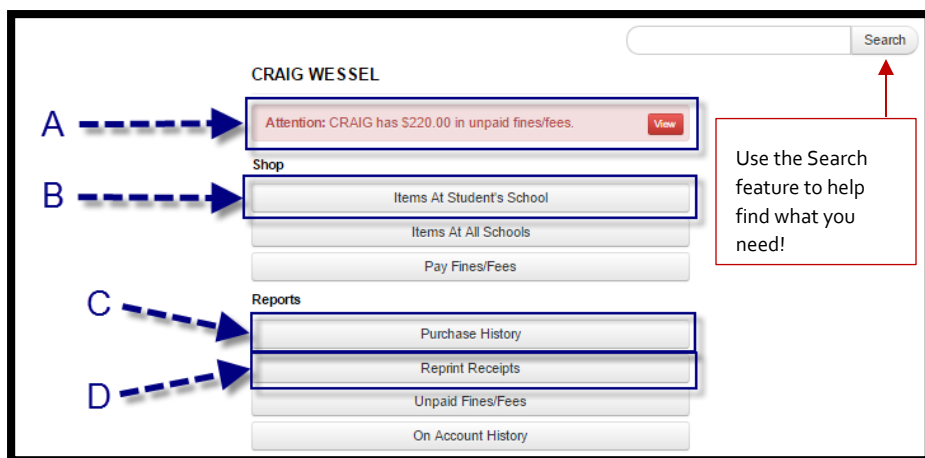 Search
CRAIG WESSEL
A
Attention: CRAIG has $220.00 in unpaid fines/fees.
View
Shop
B
Items At Student's School
Items At All Schools
Pay Fines/Fees
Use the Search
feature to help
find what you
need!
Reports
C
Purchase History
Reprint Receipts
D
Unpaid Fines/Fees
On Account History